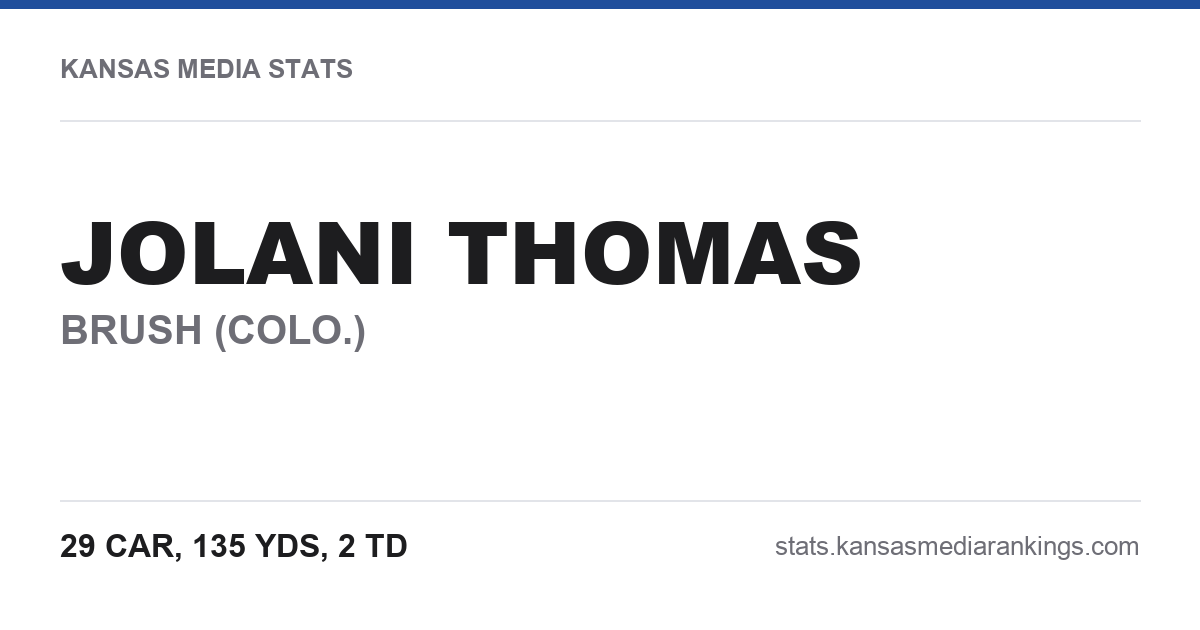 KANSAS MEDIA STATS
JOLANI THOMAS
BRUSH (COLO.)
29 CAR, 135 YDS, 2 TD
stats.kansasmediarankings.com